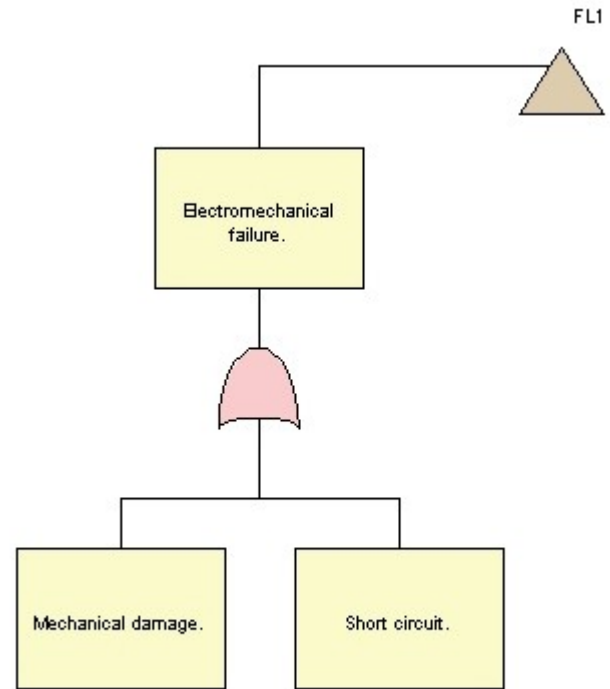 FL1
Electromechanical
failure.
Mechanical damage.
Short circuit.